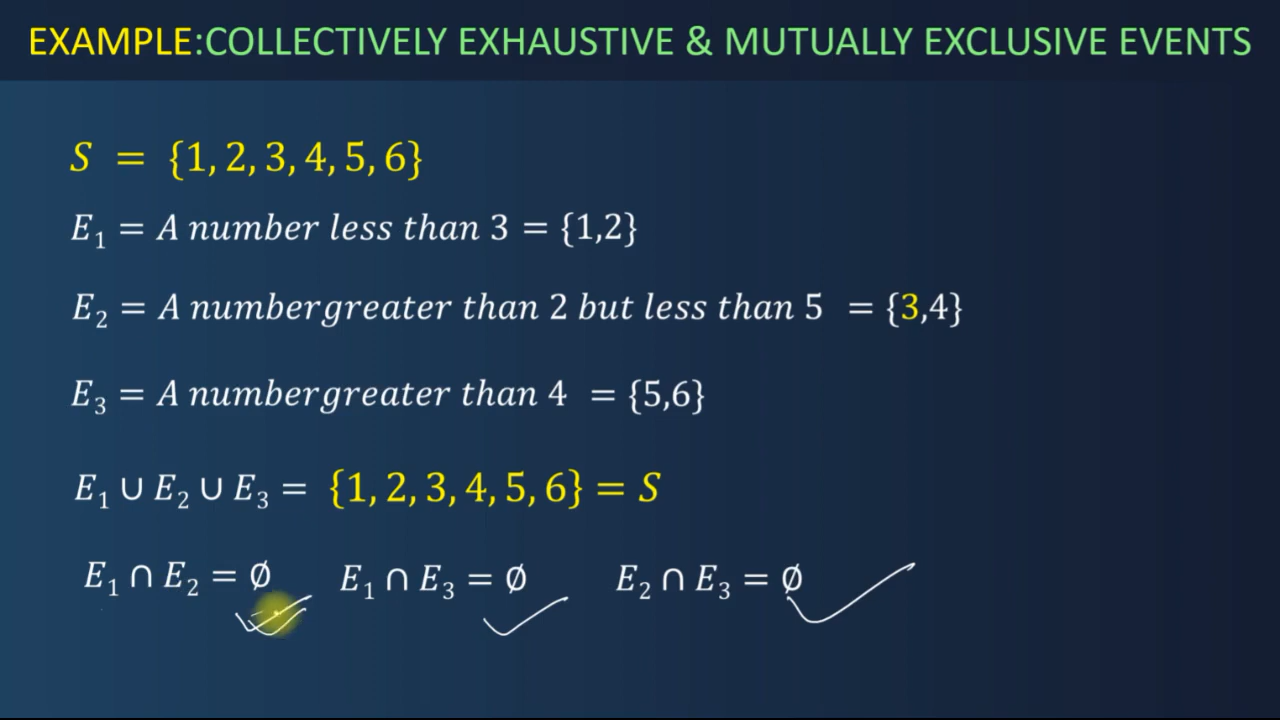 EXAMPLE:COLLECTIVELY EXHAUSTIVE & MUTUALLY EXCLUSIVE EVENTS
S = {1, 2, 3, 4, 5, 6}
E₁ = A number less than 3 = {1,2}
E₂ = A numbergreater than 2 but less than 5 = {3,4}
E₃ = A numbergreater than 4 = {5,6}
E₁ ∪ E₂ ∪ E₃ = {1, 2, 3, 4, 5, 6} = S
E₁ ∩ E₂ = ∅ E₁ ∩ E₃ = ∅ E₂ ∩ E₃ = ∅